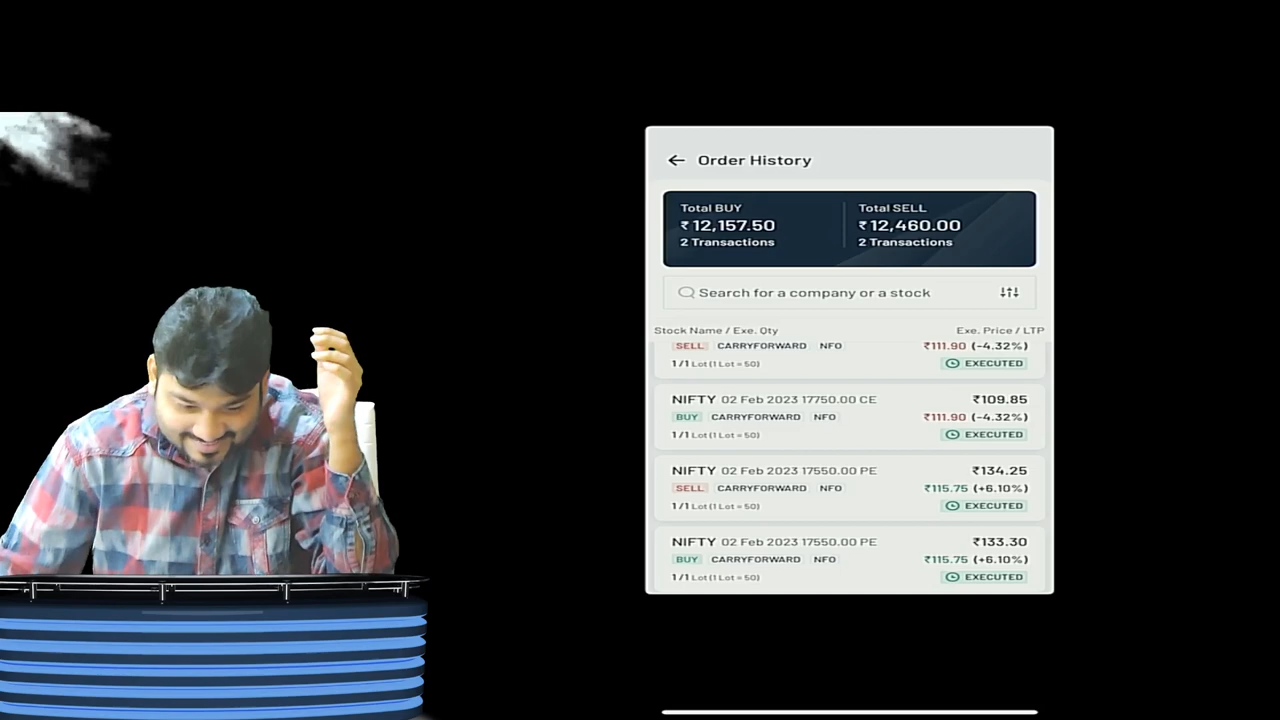 ← Order History
Total BUY
₹12,157.50
2 Transactions
Total SELL
₹12,460.00
2 Transactions
Search for a company or a stock
Stock Name / Exe. Qty Exe. Price / LTP
SELL CARRYFORWARD NFO ₹111.90 (-4.32%)
1/1 Lot (1 Lot = 50) EXECUTED
NIFTY 02 Feb 2023 17750.00 CE ₹109.85
BUY CARRYFORWARD NFO ₹111.90 (-4.32%)
1/1 Lot (1 Lot = 50) EXECUTED
NIFTY 02 Feb 2023 17550.00 PE ₹134.25
SELL CARRYFORWARD NFO ₹115.75 (+6.10%)
1/1 Lot (1 Lot = 50) EXECUTED
NIFTY 02 Feb 2023 17550.00 PE ₹133.30
BUY CARRYFORWARD NFO ₹115.75 (+6.10%)
1/1 Lot (1 Lot = 50) EXECUTED